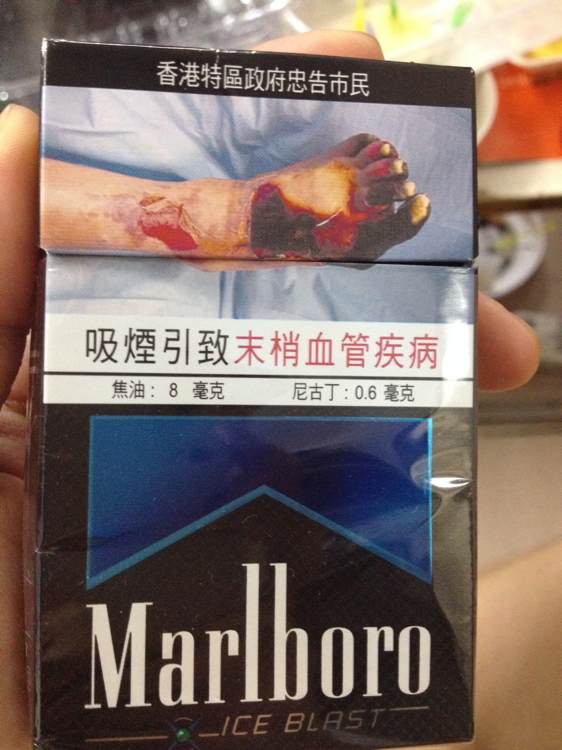 香港特區政府忠告市民
吸煙引致末梢血管疾病
焦油: 8 毫克 尼古丁: 0.6 毫克
Marlboro
ICE BLAST